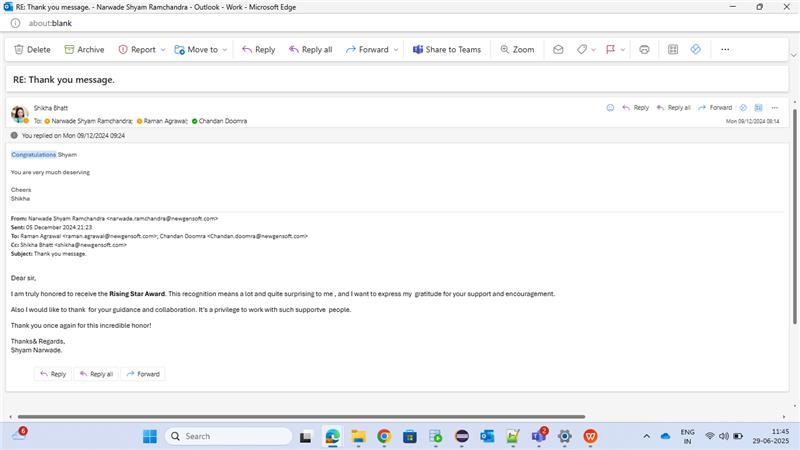 RE: Thank you message. - Narwade Shyam Ramchandra - Outlook - Work - Microsoft Edge
about:blank
Delete Archive Report Move to Reply Reply all Forward Share to Teams Zoom
RE: Thank you message.
Shikha Bhatt
Reply Reply all Forward
To: Narwade Shyam Ramchandra; Raman Agrawal; Chandan Doomra
Mon 09/12/2024 08:14
You replied on Mon 09/12/2024 09:24
Congratulations Shyam
You are very much deserving
Cheers
Shikha
From: Narwade Shyam Ramchandra <narwade.ramchandra@newgensoft.com>
Sent: 05 December 2024 21:23
To: Raman Agrawal <raman.agrawal@newgensoft.com>; Chandan Doomra <Chandan.doomra@newgensoft.com>
Cc: Shikha Bhatt <shikha@newgensoft.com>
Subject: Thank you message.
Dear sir,
I am truly honored to receive the Rising Star Award. This recognition means a lot and quite surprising to me , and I want to express my gratitude for your support and encouragement.
Also I would like to thank for your guidance and collaboration. It's a privilege to work with such supportve people.
Thank you once again for this incredible honor!
Thanks& Regards,
Shyam Narwade.
Reply Reply all Forward
6
Search
2
ENG
IN
11:45
29-06-2025